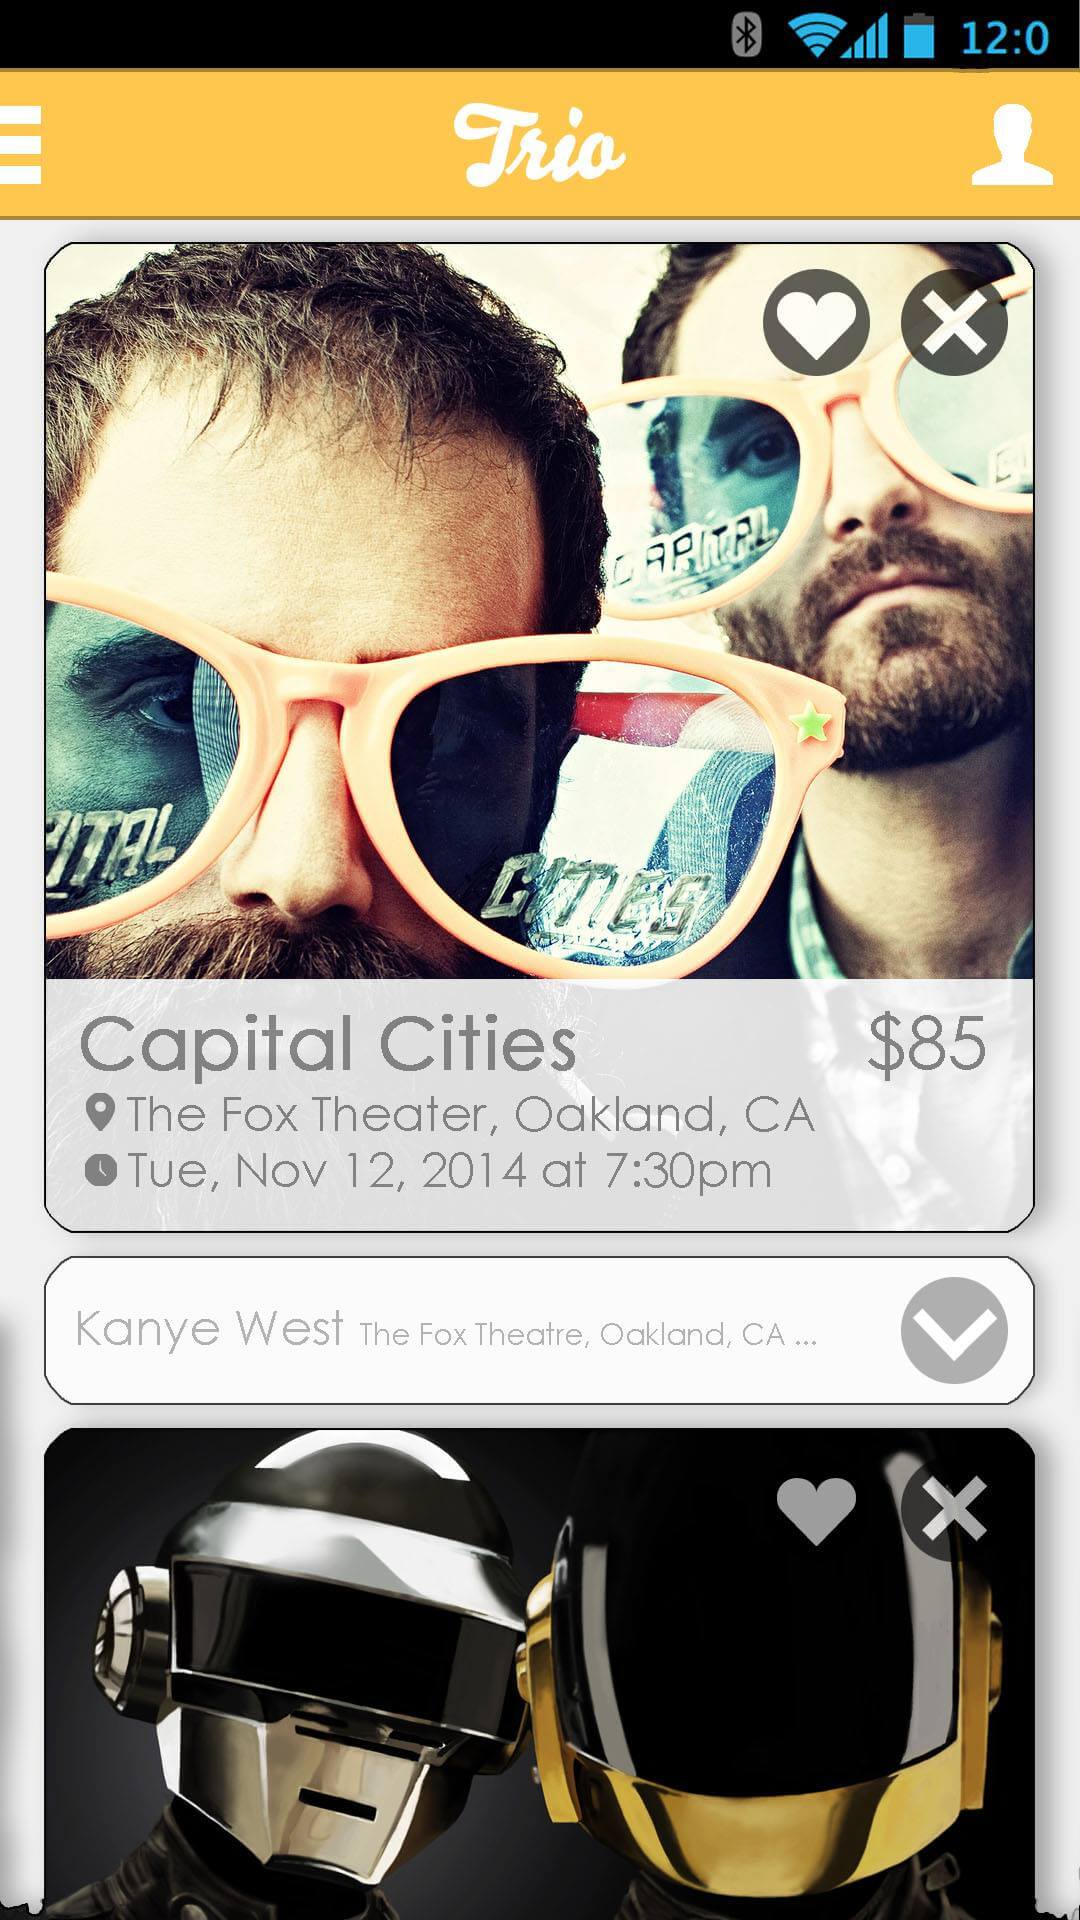 12:0
Trio
CAPITAL
CAPITAL
CITIES
Capital Cities $85
The Fox Theater, Oakland, CA
Tue, Nov 12, 2014 at 7:30pm
Kanye West The Fox Theatre, Oakland, CA ...